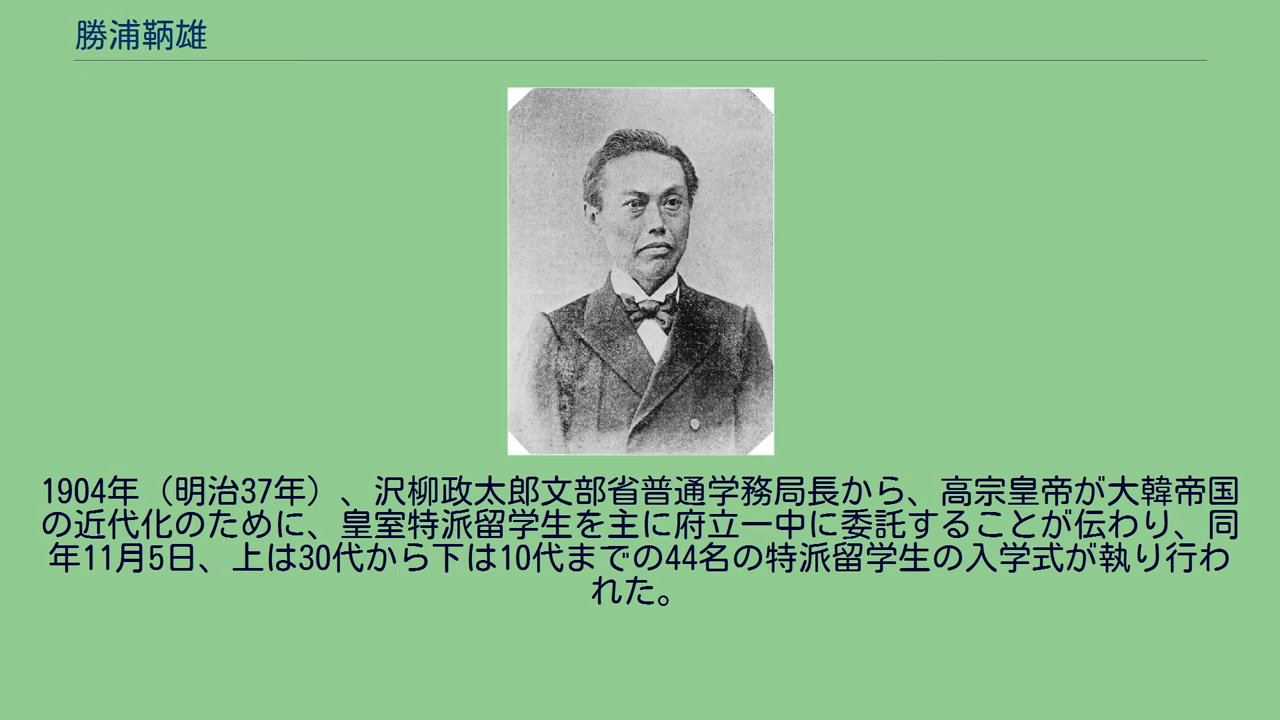 勝浦鞆雄
1904年（明治37年）、沢柳政太郎文部省普通学務局長から、高宗皇帝が大韓帝国
の近代化のために、皇室特派留学生を主に府立一中に委託することが伝わり、同
年11月5日、上は30代から下は10代までの44名の特派留学生の入学式が執り行わ
れた。